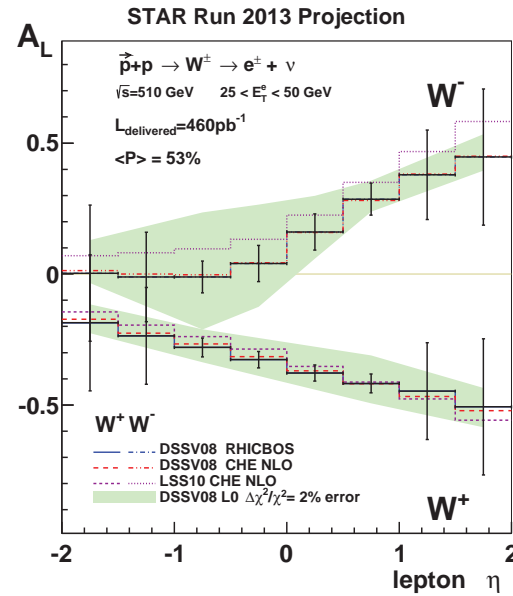 STAR Run 2013 Projection
A_L
p+p → W± → e± + ν
√s=510 GeV 25 < E_T^e < 50 GeV
L_delivered=460pb⁻¹
<P> = 53%
W⁻
0.5
0
-0.5
W⁺ W⁻
DSSV08 RHICBOS
DSSV08 CHE NLO
LSS10 CHE NLO
DSSV08 L0 Δχ²/χ²= 2% error
W⁺
-2 -1 0 1 2
lepton η